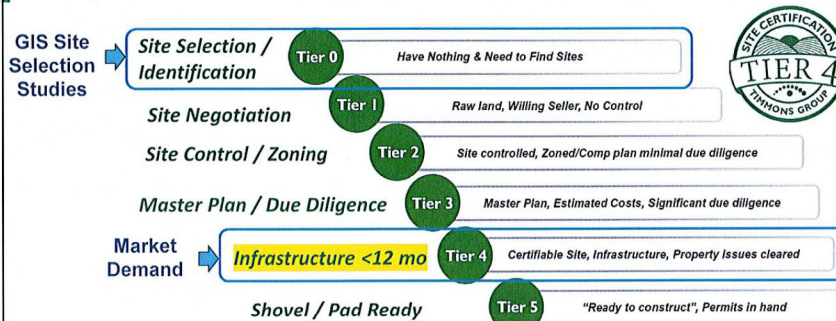 GIS Site
Selection
Studies
Site Selection /
Identification
Tier 0
Have Nothing & Need to Find Sites
SITE CERTIFICATION
TIER 4
TIMMONS GROUP
Site Negotiation
Tier 1
Raw land, Willing Seller, No Control
Site Control / Zoning
Tier 2
Site controlled, Zoned/Comp plan minimal due diligence
Master Plan / Due Diligence
Tier 3
Master Plan, Estimated Costs, Significant due diligence
Market
Demand
Infrastructure <12 mo
Tier 4
Certifiable Site, Infrastructure, Property Issues cleared
Shovel / Pad Ready
Tier 5
"Ready to construct", Permits in hand